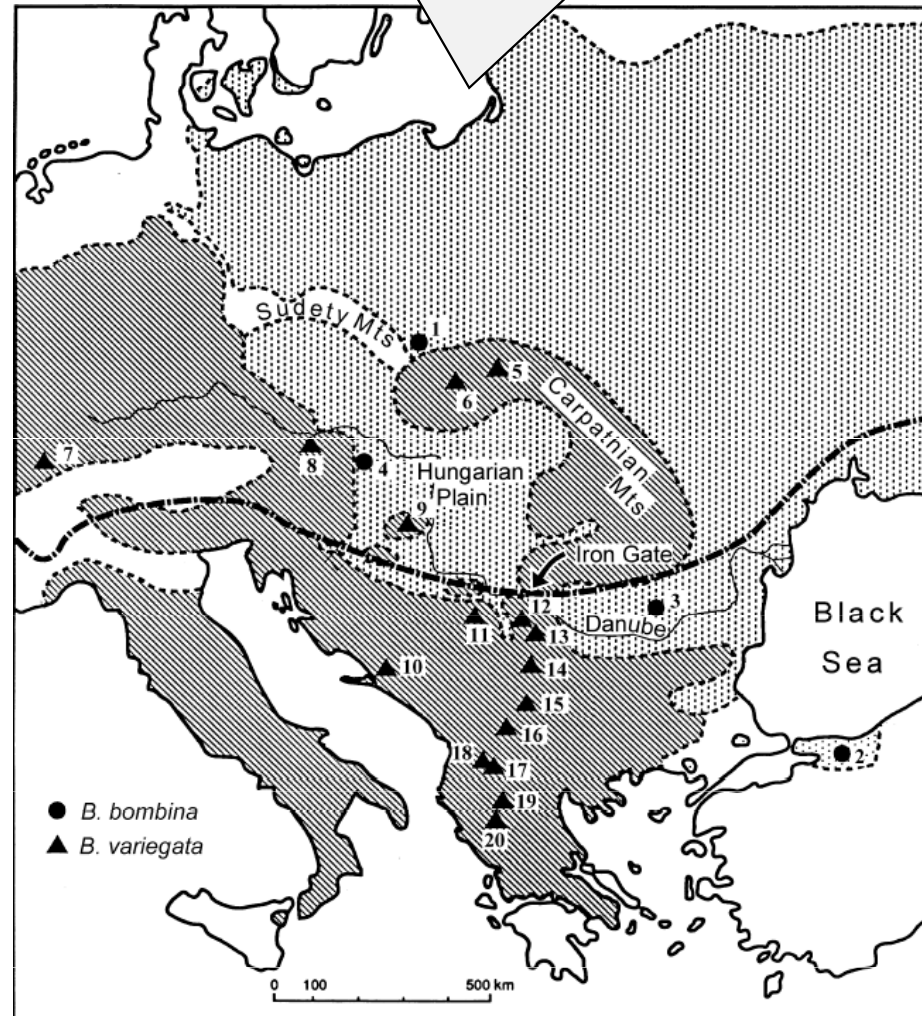 Sudety Mts
1
5
6
Carpathian
Mts
7
8
4
Hungarian
Plain
9
Iron Gate
12
3
11
13
Danube
Black
Sea
10
14
15
16
2
18
17
19
20
B. bombina
B. variegata
0 100 500 km